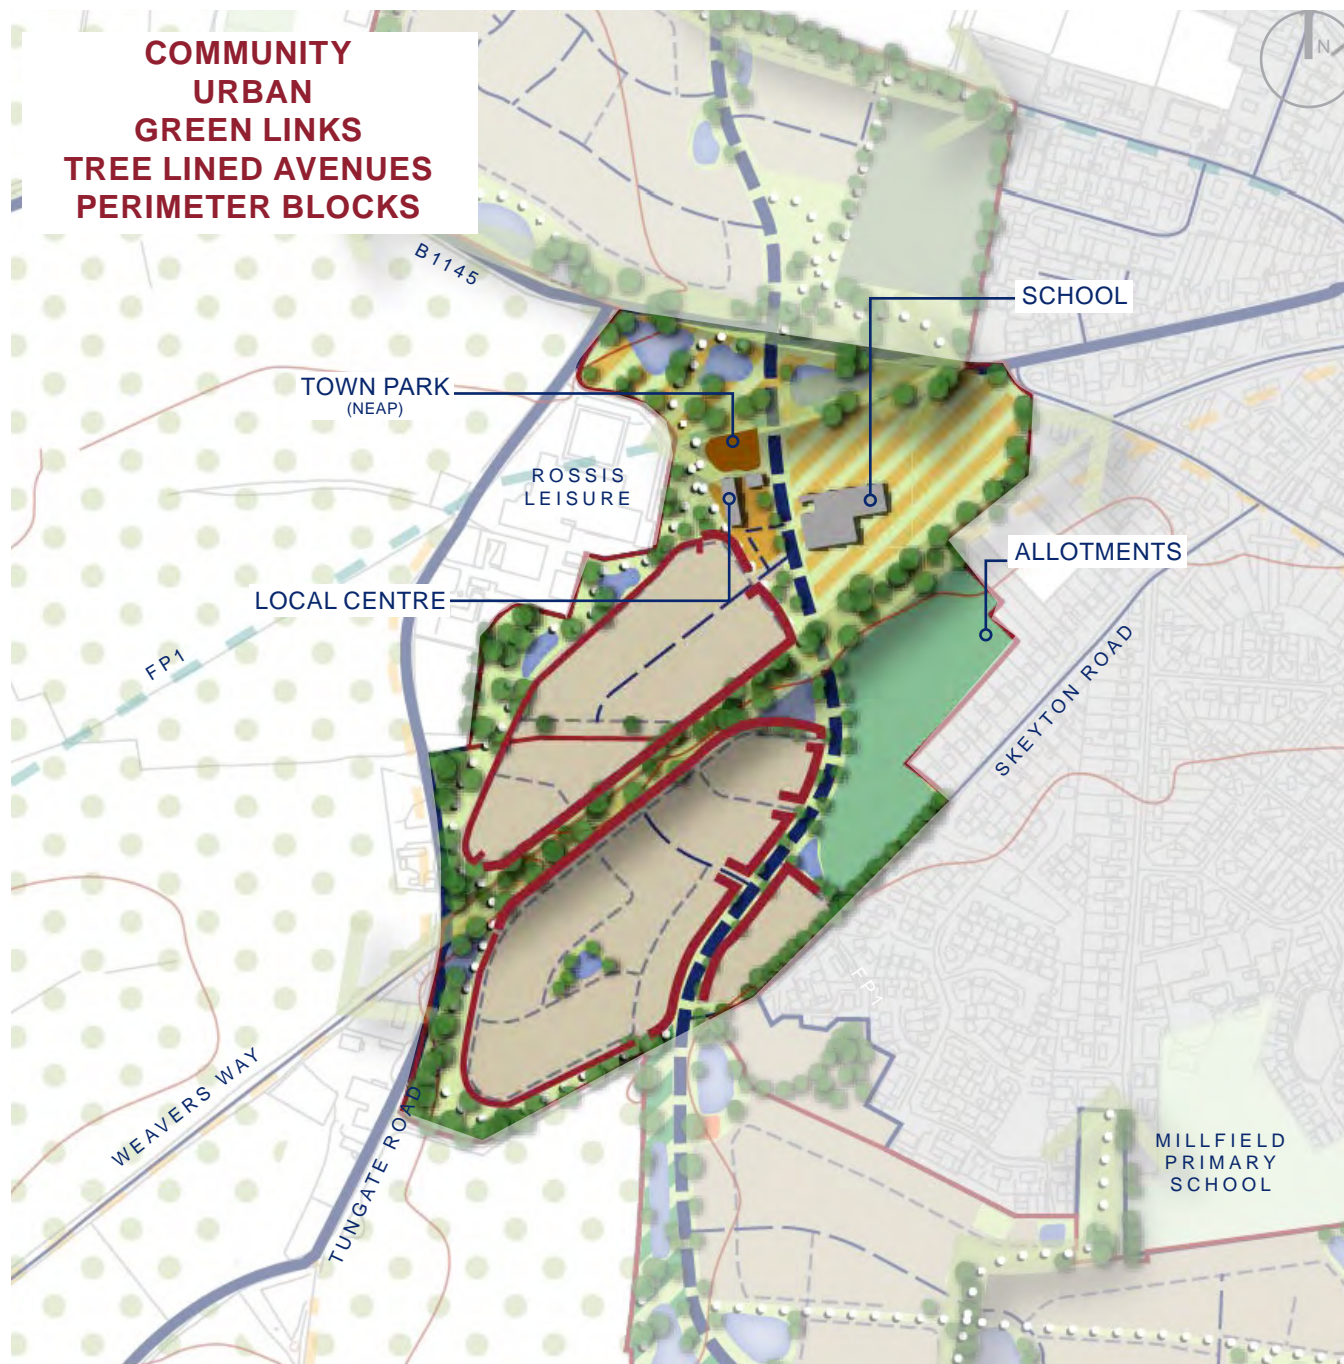 COMMUNITY
URBAN
GREEN LINKS
TREE LINED AVENUES
PERIMETER BLOCKS
N
B1145
SCHOOL
TOWN PARK
(NEAP)
ROSSIS
LEISURE
ALLOTMENTS
LOCAL CENTRE
FP1
SKEYTON ROAD
FP1
WEAVERS WAY
TUNGATE ROAD
MILLFIELD
PRIMARY
SCHOOL